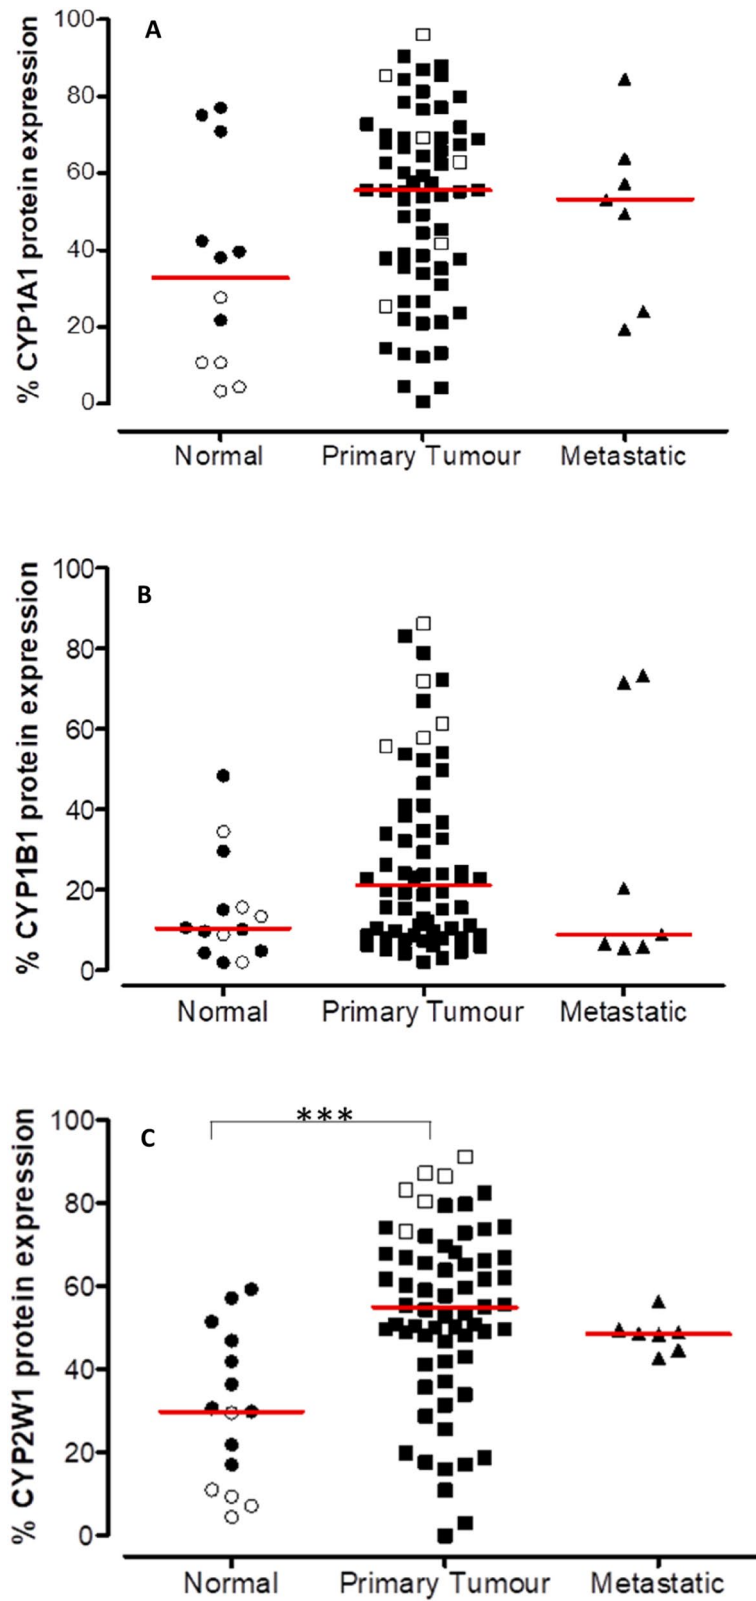 A
% CYP1A1 protein expression
100
80
60
40
20
0
Normal Primary Tumour Metastatic
B
% CYP1B1 protein expression
100
80
60
40
20
0
Normal Primary Tumour Metastatic
C
***
% CYP2W1 protein expression
100
80
60
40
20
0
Normal Primary Tumour Metastatic